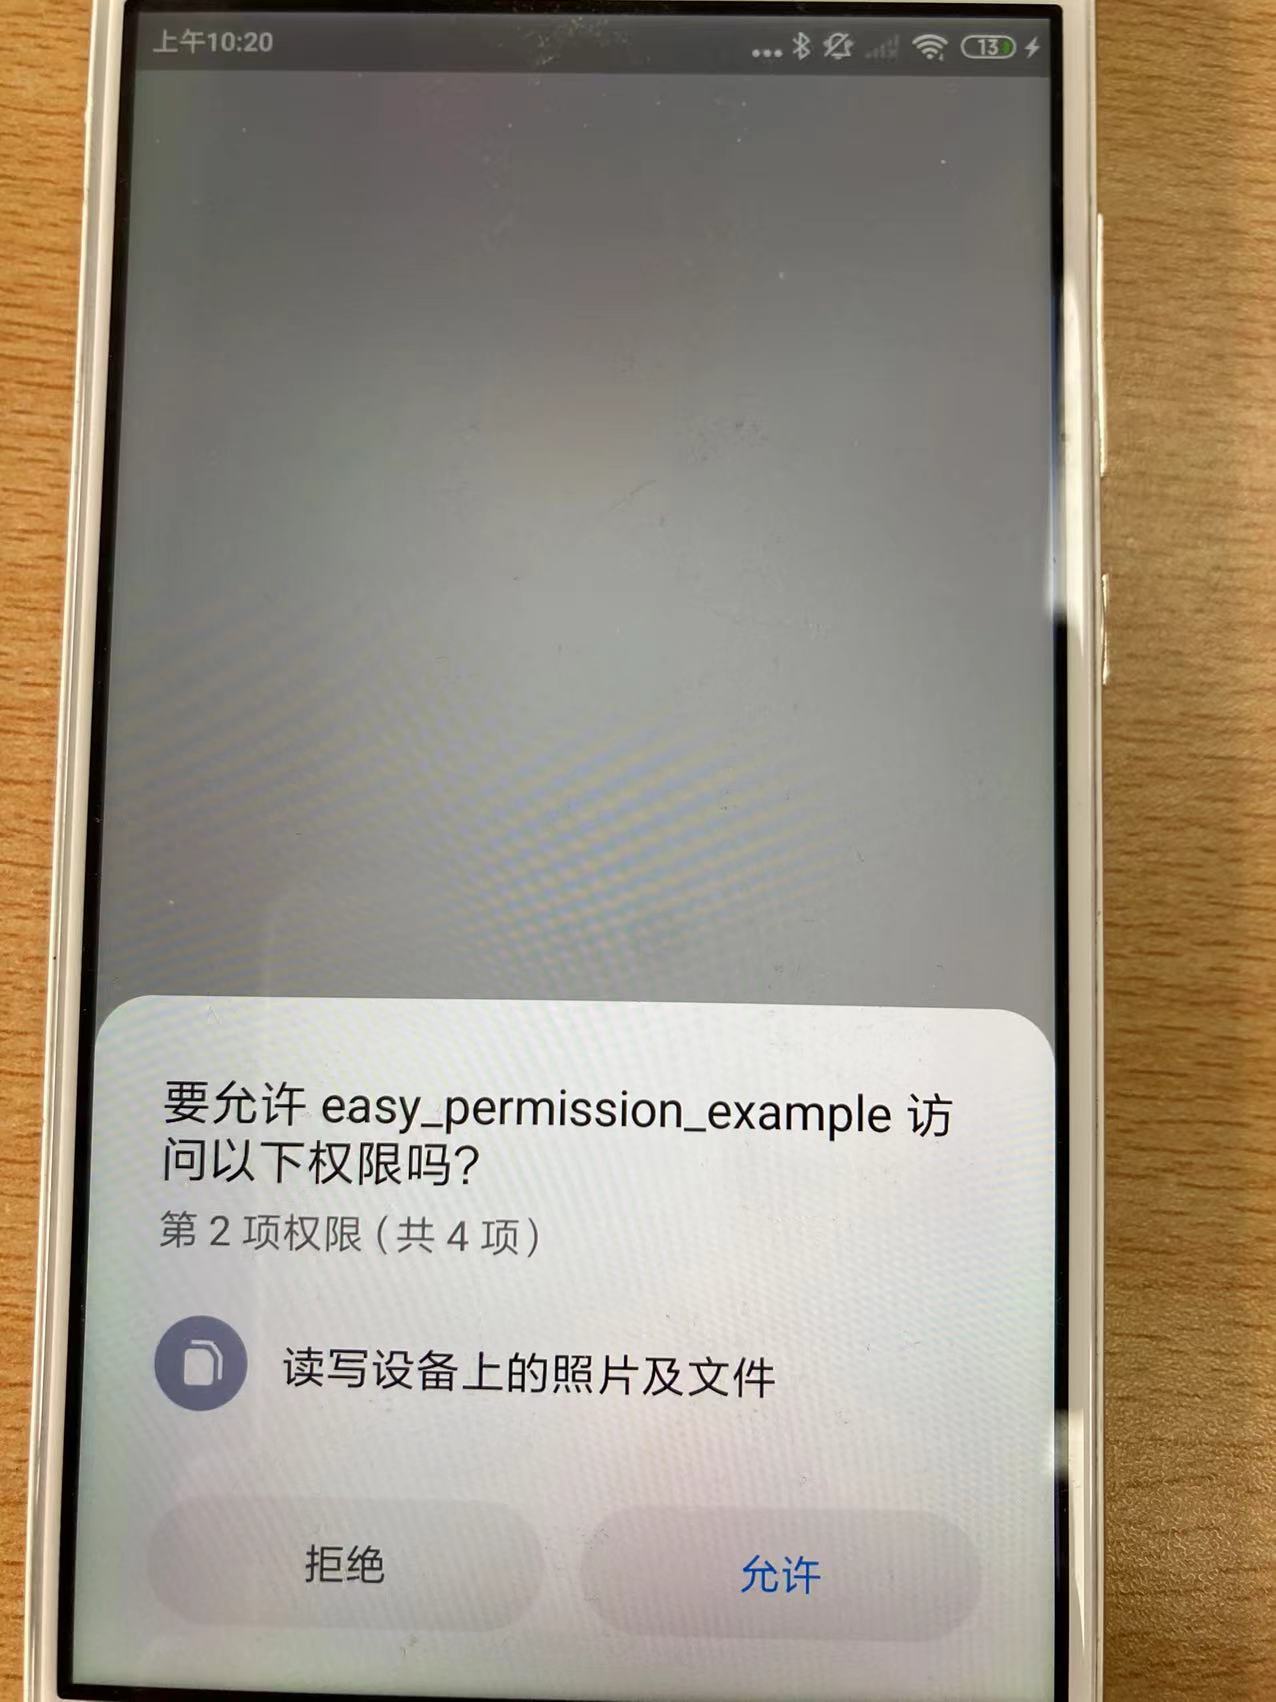 上午10:20
13
要允许 easy_permission_example 访
问以下权限吗?
第 2 项权限 (共 4 项)
读写设备上的照片及文件
拒绝
允许